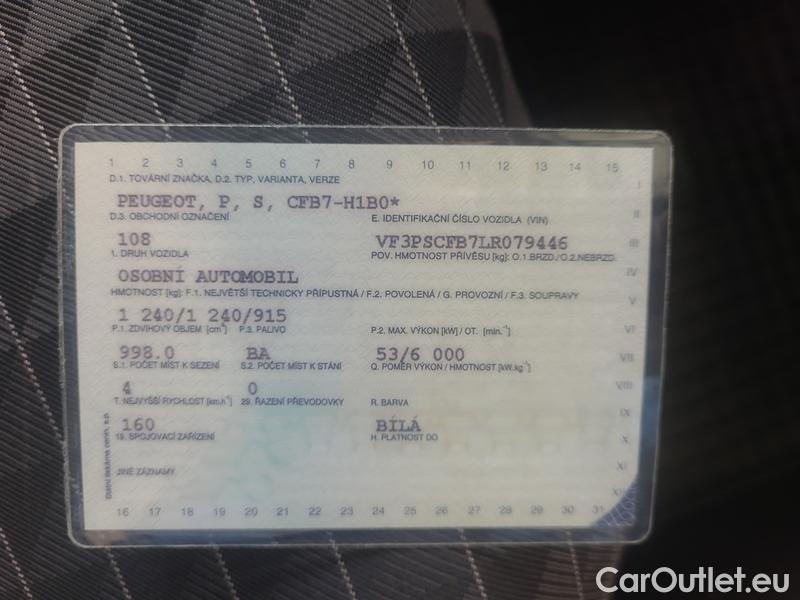 1 2 3 4 5 6 7 8 9 10 11 12 13 14 15
D.1. TOVÁRNÍ ZNAČKA, D.2. TYP, VARIANTA, VERZE
I
PEUGEOT, P, S, CFB7-H1B0*
D.3. OBCHODNÍ OZNAČENÍ E. IDENTIFIKAČNÍ ČÍSLO VOZIDLA (VIN)
II
108 VF3PSCFB7LR079446
III
1. DRUH VOZIDLA POV. HMOTNOST PŘÍVĚSU [kg]: O.1.BRZD./O.2.NEBRZD.
OSOBNÍ AUTOMOBIL
IV
HMOTNOST [kg]: F.1. NEJVĚTŠÍ TECHNICKY PŘÍPUSTNÁ / F.2. POVOLENÁ / G. PROVOZNÍ / F.3. SOUPRAVY
V
1 240/1 240/915
P.1. ZDVIHOVÝ OBJEM [cm³] P.3. PALIVO P.2. MAX. VÝKON [kW] / OT. [min.⁻¹]
VI
998.0 BA 53/6 000
VII
S.1. POČET MÍST K SEZENÍ S.2. POČET MÍST K STÁNÍ Q. POMĚR VÝKON / HMOTNOST [kW.kg⁻¹]
4 0
VIII
T. NEJVYŠŠÍ RYCHLOST [km.h⁻¹] 29. ŘAZENÍ PŘEVODOVKY R. BARVA
IX
160 BÍLÁ
19. SPOJOVACÍ ZAŘÍZENÍ H. PLATNOST DO
X
XI
JINÉ ZÁZNAMY
16 17 18 19 20 21 22 23 24 25 26 27 28 29 30 31
Státní tiskárna cenin, s.p.
CarOutlet.eu